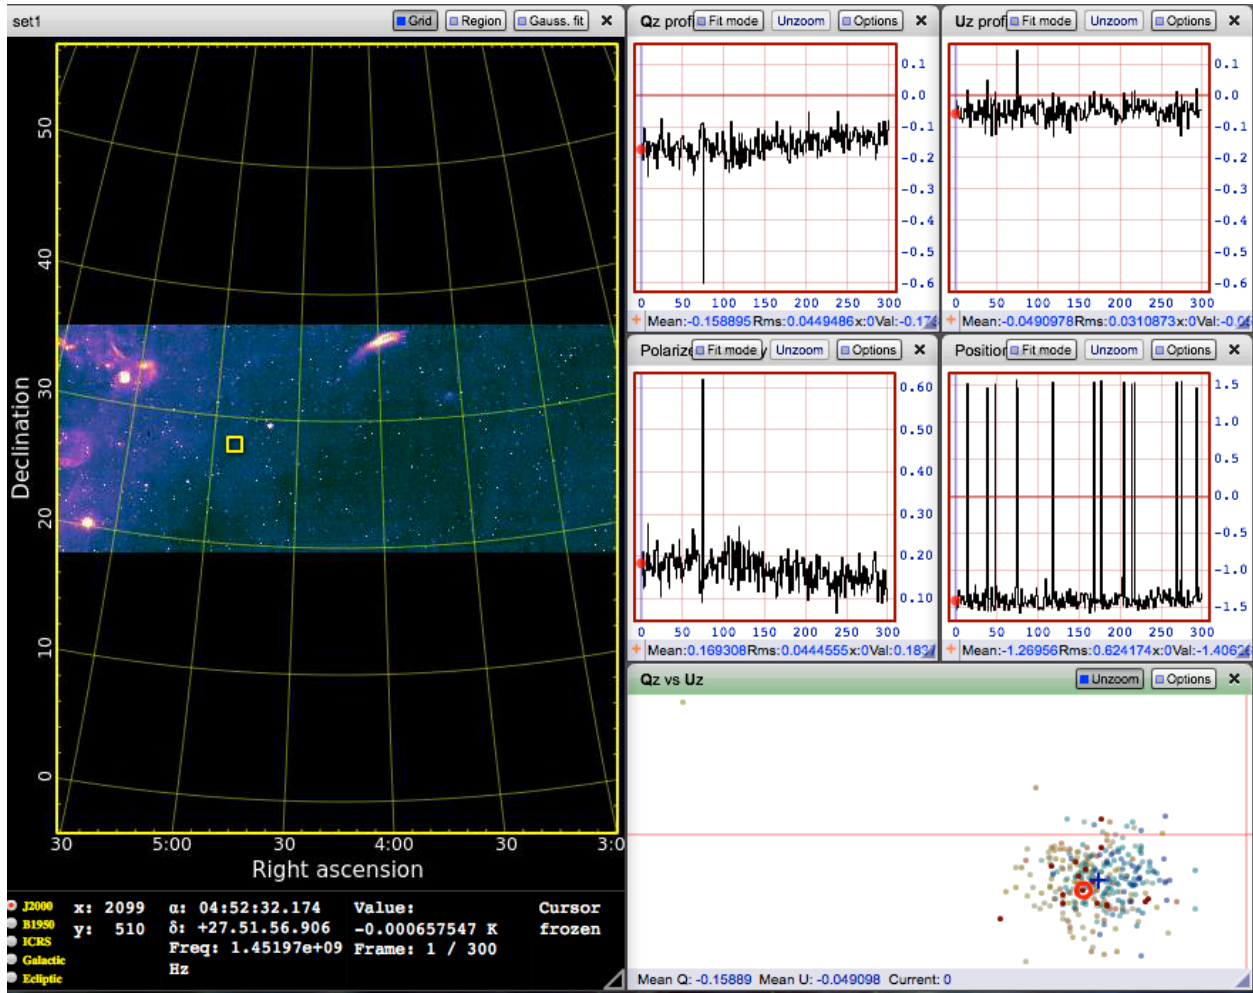 set1 Grid Region Gauss. fit ×
50
40
30
20
10
0
Declination
30 5:00 30 4:00 30 3:0
Right ascension
J2000
B1950
ICRS
Galactic
Ecliptic
x: 2099
y: 510
α: 04:52:32.174
δ: +27.51.56.906
Freq: 1.45197e+09
Hz
Value:
-0.000657547 K
Frame: 1 / 300
Cursor
frozen
Qz prof Fit mode Unzoom Options ×
0.1
0.0
-0.1
-0.2
-0.3
-0.4
-0.5
-0.6
0 50 100 150 200 250 300
Mean:-0.158895Rms:0.0449486x:0Val:-0.17
Uz prof Fit mode Unzoom Options ×
0.1
0.0
-0.1
-0.2
-0.3
-0.4
-0.5
-0.6
0 50 100 150 200 250 300
Mean:-0.0490978Rms:0.0310873x:0Val:-0.0
Polarize Fit mode y Unzoom Options ×
0.60
0.50
0.40
0.30
0.20
0.10
0 50 100 150 200 250 300
Mean:0.169308Rms:0.0444555x:0Val:0.18
Position Fit mode Unzoom Options ×
1.5
1.0
0.5
0.0
-0.5
-1.0
-1.5
0 50 100 150 200 250 300
Mean:-1.26956Rms:0.624174x:0Val:-1.406
Qz vs Uz Unzoom Options ×
Mean Q: -0.15889 Mean U: -0.049098 Current: 0